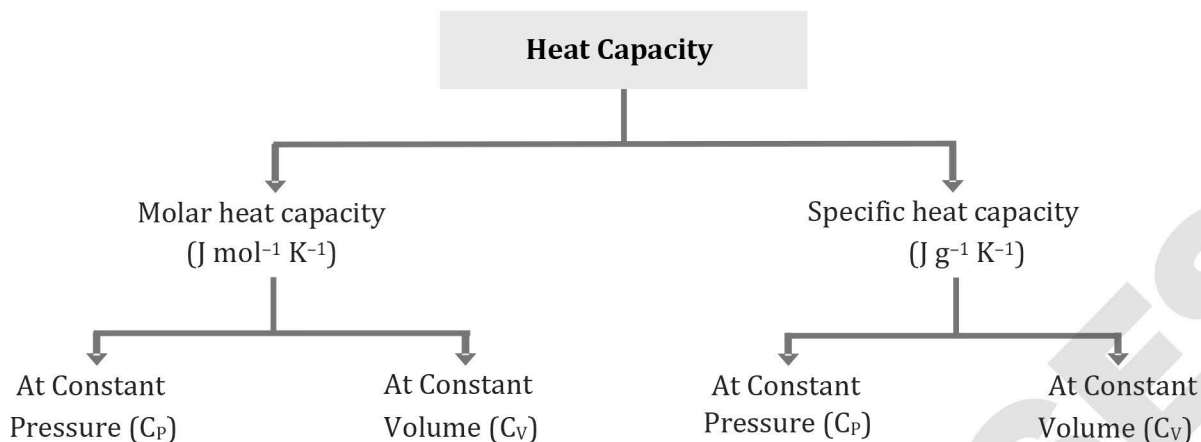 Heat Capacity
Molar heat capacity
(J mol⁻¹ K⁻¹)
Specific heat capacity
(J g⁻¹ K⁻¹)
At Constant
Pressure (Cₚ)
At Constant
Volume (Cᵥ)
At Constant
Pressure (Cₚ)
At Constant
Volume (Cᵥ)